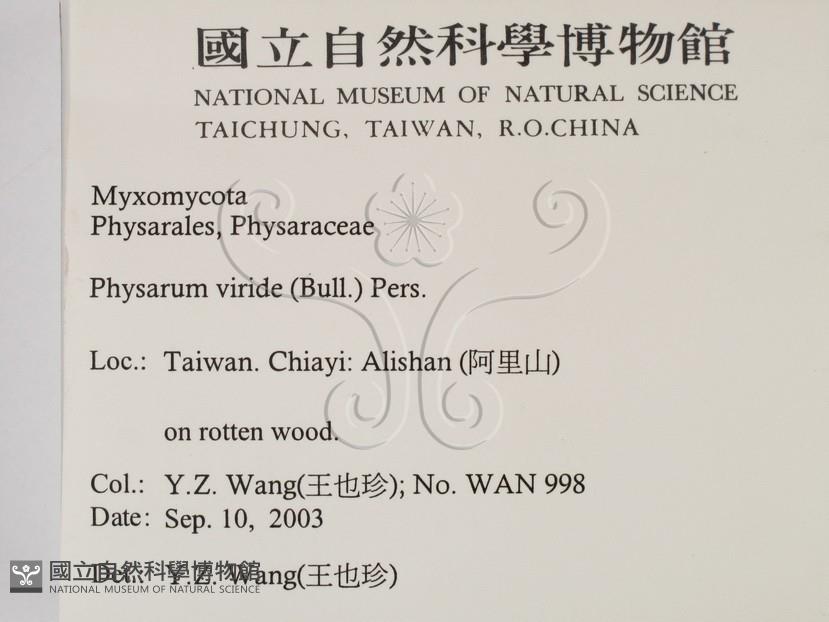 國立自然科學博物館
NATIONAL MUSEUM OF NATURAL SCIENCE
TAICHUNG, TAIWAN, R.O.CHINA
Myxomycota
Physarales, Physaraceae
Physarum viride (Bull.) Pers.
Loc.: Taiwan. Chiayi: Alishan (阿里山)
on rotten wood.
Col.: Y.Z. Wang(王也珍); No. WAN 998
Date: Sep. 10, 2003
Det.: Y.Z. Wang(王也珍)
國立自然科學博物館
NATIONAL MUSEUM OF NATURAL SCIENCE